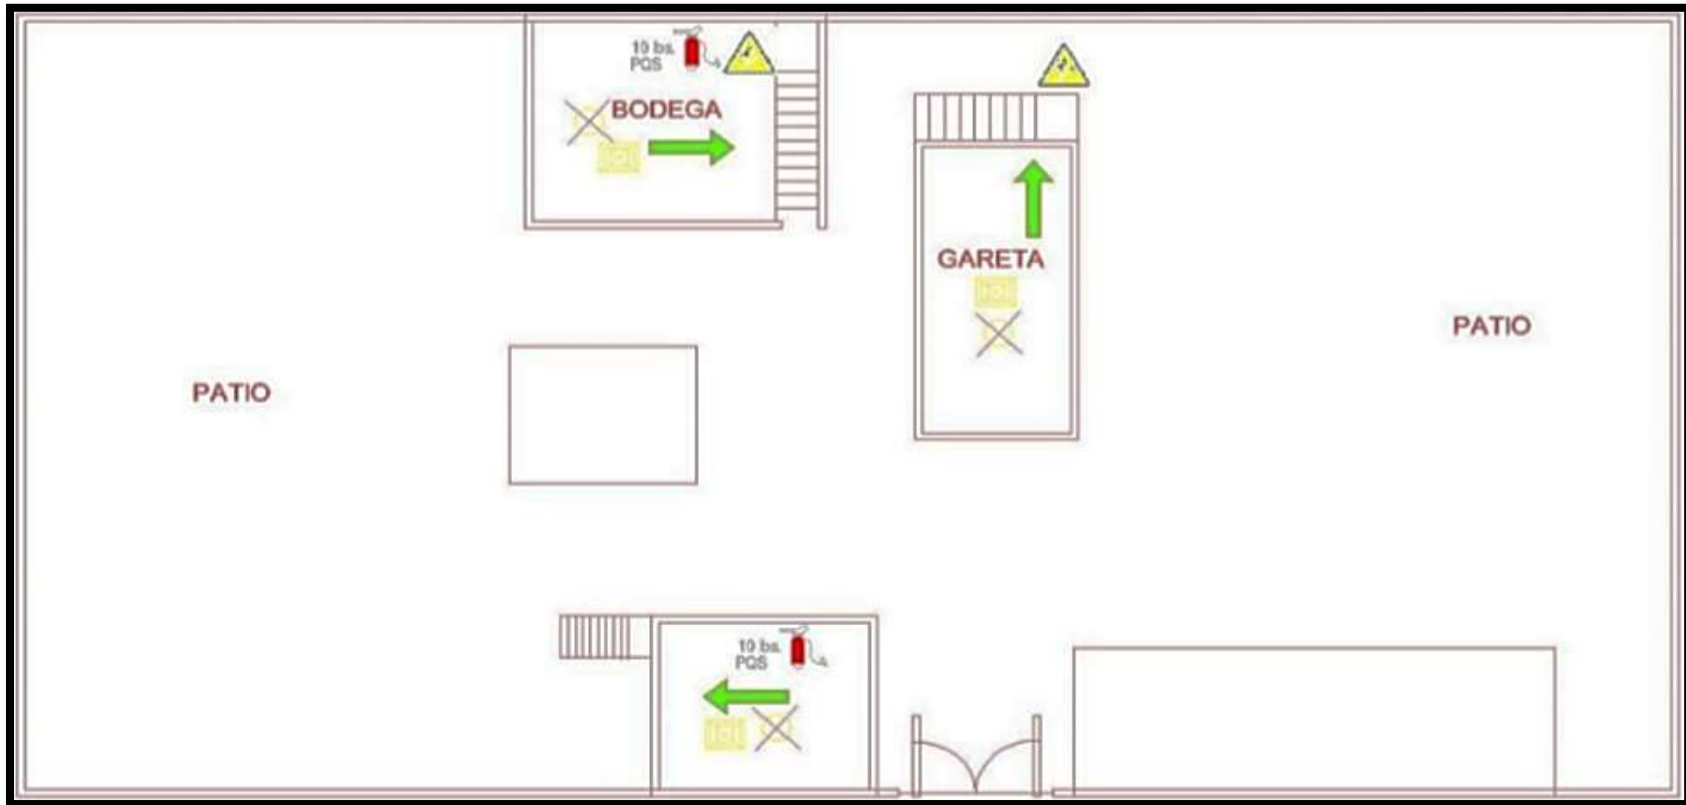 10 lbs.
PQS
BODEGA
GARETA
PATIO
PATIO
10 lbs.
PQS